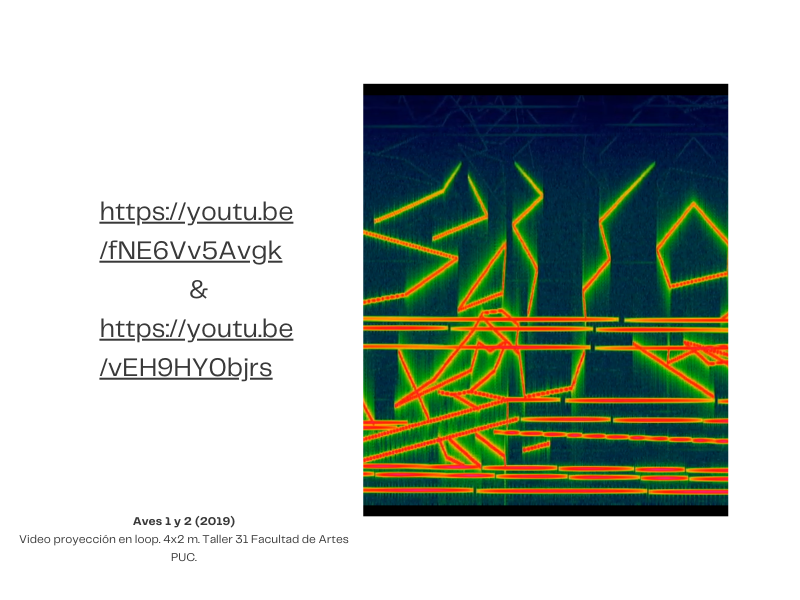 https://youtu.be
/fNE6Vv5Avgk
&
https://youtu.be
/vEH9HYObjrs
Aves 1 y 2 (2019)
Video proyección en loop. 4x2 m. Taller 31 Facultad de Artes
PUC.